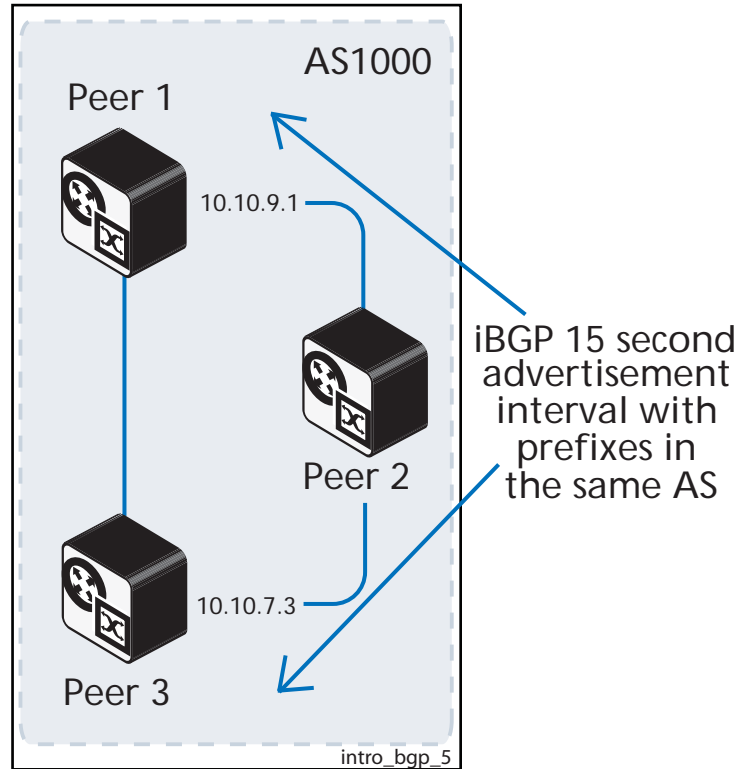 AS1000
Peer 1
10.10.9.1
iBGP 15 second
advertisement
interval with
prefixes in
the same AS
Peer 2
10.10.7.3
Peer 3
intro_bgp_5